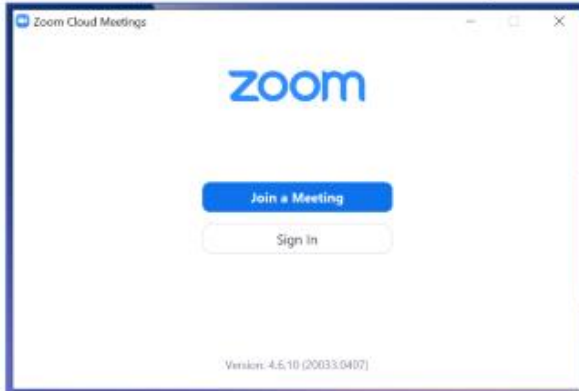 Zoom Cloud Meetings
zoom
Join a Meeting
Sign In
Version: 4.6.10 (20033.0407)